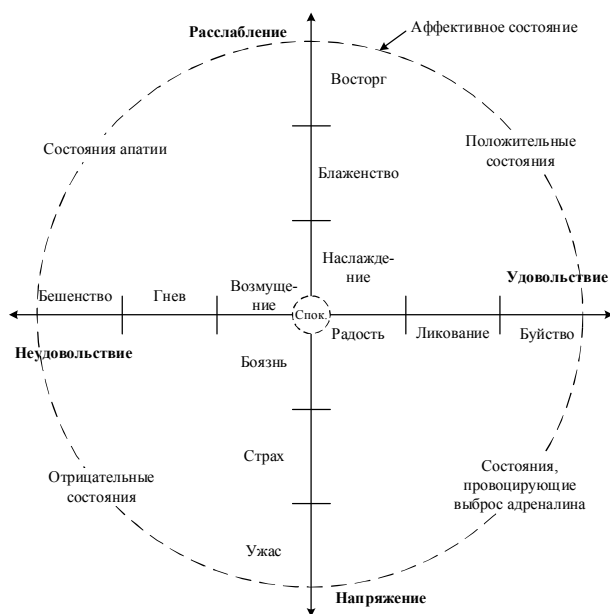 Расслабление
Аффективное состояние
Восторг
Состояния апатии
Положительные
состояния
Блаженство
Наслажде-
ние
Удовольствие
Бешенство
Гнев
Возмуще-
ние
Спок.
Радость
Ликование
Буйство
Неудовольствие
Боязнь
Страх
Отрицательные
состояния
Состояния,
провоцирующие
выброс адреналина
Ужас
Напряжение